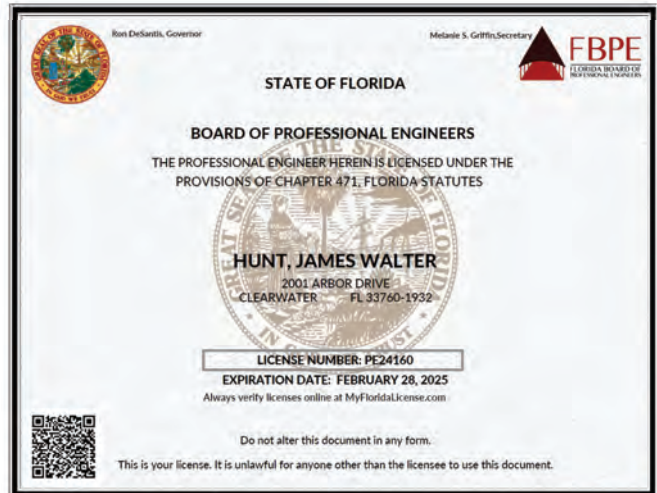 Ron DeSantis, Governor
Melanie S. Griffin,Secretary
FBPE
FLORIDA BOARD OF
PROFESSIONAL ENGINEERS
STATE OF FLORIDA
BOARD OF PROFESSIONAL ENGINEERS
THE PROFESSIONAL ENGINEER HEREIN IS LICENSED UNDER THE
PROVISIONS OF CHAPTER 471, FLORIDA STATUTES
HUNT, JAMES WALTER
2001 ARBOR DRIVE
CLEARWATER FL 33760-1932
LICENSE NUMBER: PE24160
EXPIRATION DATE: FEBRUARY 28, 2025
Always verify licenses online at MyFloridaLicense.com
Do not alter this document in any form.
This is your license. It is unlawful for anyone other than the licensee to use this document.